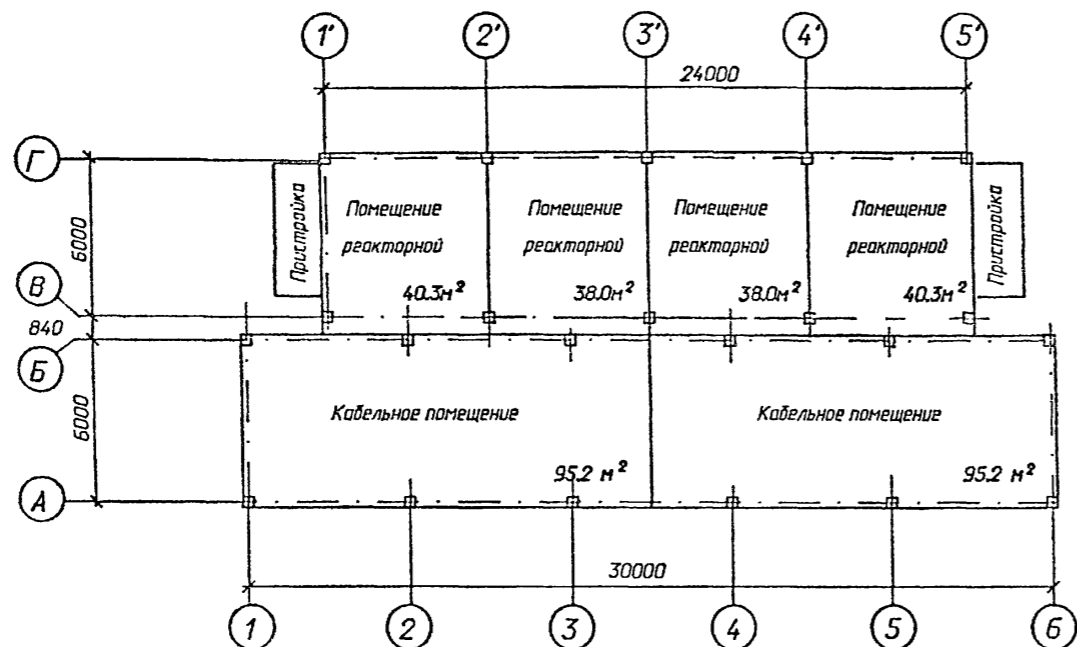 1' 2' 3' 4' 5'
24000
Г
6000
В
840
Б
6000
А
Пристройка
Помещение
реакторной
40.3м²
Помещение
реакторной
38.0м²
Помещение
реакторной
38.0м²
Помещение
реакторной
40.3м²
Пристройка
Кабельное помещение
95.2 м²
Кабельное помещение
95.2 м²
30000
1 2 3 4 5 6